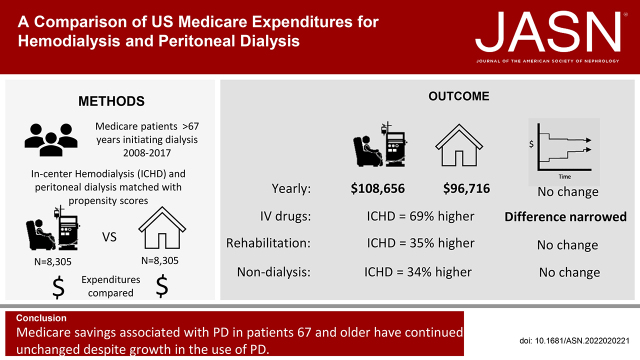 A Comparison of US Medicare Expenditures for
Hemodialysis and Peritoneal Dialysis
JASN
JOURNAL OF THE AMERICAN SOCIETY OF NEPHROLOGY
METHODS
Medicare patients >67
years initiating dialysis
2008-2017
In-center Hemodialysis (ICHD) and
peritoneal dialysis matched with
propensity scores
VS
N=8,305 N=8,305
$ Expenditures $
compared
OUTCOME
$
Time
Yearly: $108,656 $96,716 No change
IV drugs: ICHD = 69% higher Difference narrowed
Rehabilitation: ICHD = 35% higher No change
Non-dialysis: ICHD = 34% higher No change
Conclusion
Medicare savings associated with PD in patients 67 and older have continued
unchanged despite growth in the use of PD.
doi: 10.1681/ASN.2022020221